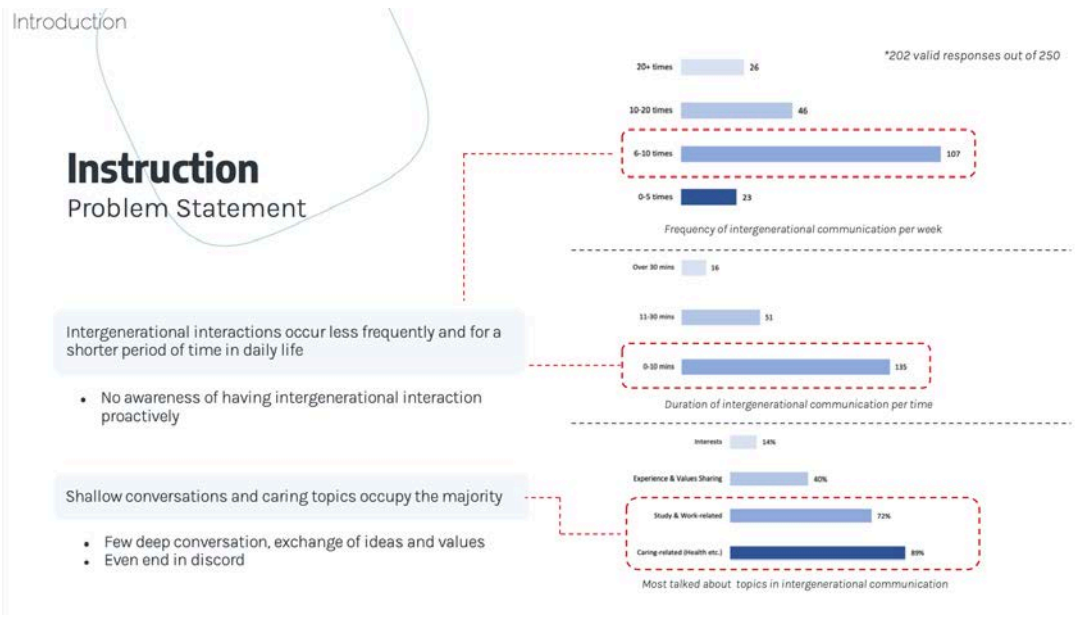 Introduction
*202 valid responses out of 250
Instruction
Problem Statement
Intergenerational interactions occur less frequently and for a
shorter period of time in daily life
• No awareness of having intergenerational interaction
proactively
Shallow conversations and caring topics occupy the majority
• Few deep conversation, exchange of ideas and values
• Even end in discord
20+ times 26
10-20 times 46
6-10 times 107
0-5 times 23
Frequency of intergenerational communication per week
Over 30 mins 16
11-30 mins 51
0-10 mins 135
Duration of intergenerational communication per time
Interests 14%
Experience & Values Sharing 40%
Study & Work-related 72%
Caring-related (Health etc.) 89%
Most talked about topics in intergenerational communication